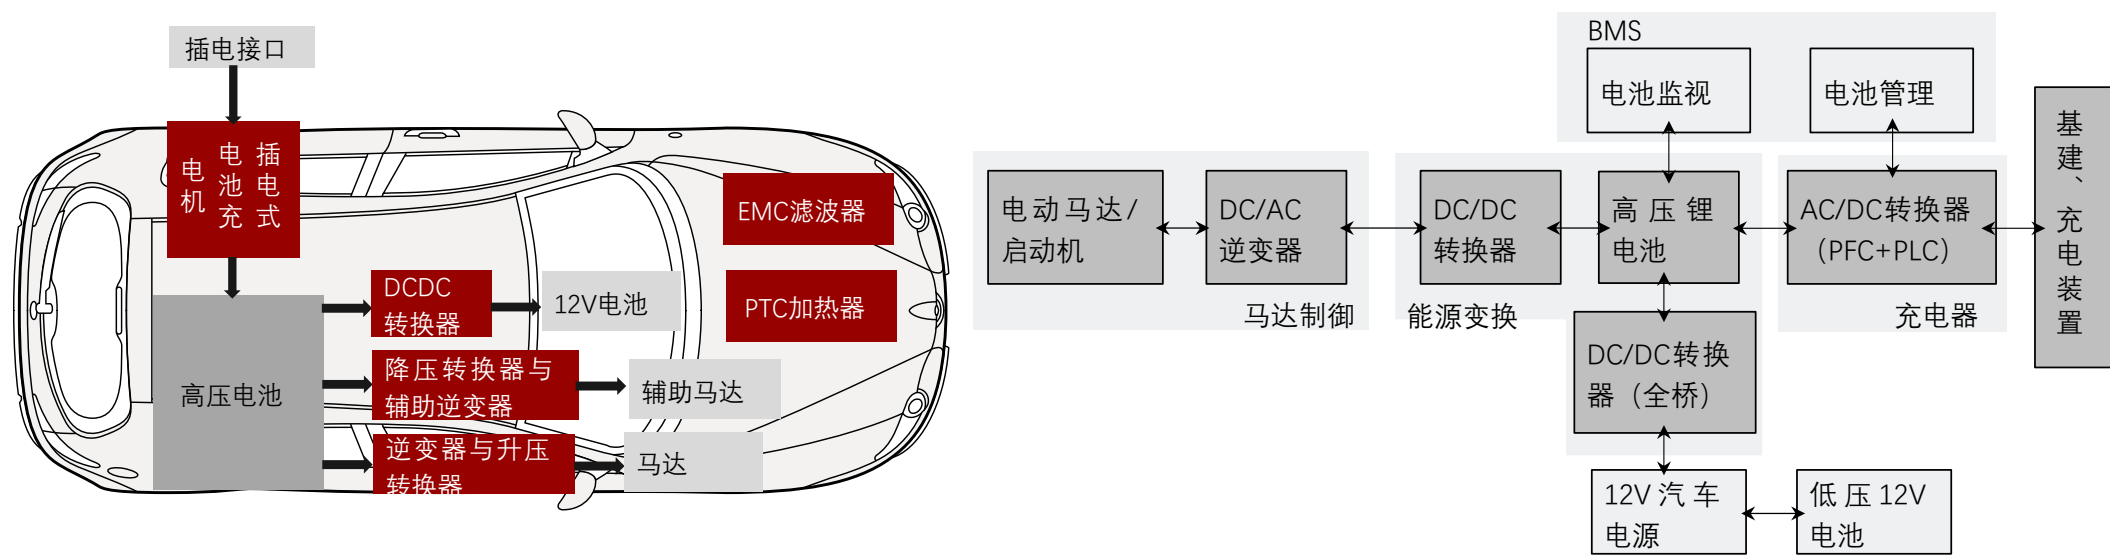 插电接口
插电式
电池充
电机
高压电池
DCDC
转换器
12V电池
降压转换器与
辅助逆变器
辅助马达
逆变器与升压
转换器
马达
EMC滤波器
PTC加热器
BMS
电池监视
电池管理
电动马达/
启动机
DC/AC
逆变器
马达制御
DC/DC
转换器
能源变换
高压锂
电池
AC/DC转换器
（PFC+PLC）
充电器
基建、充电装置
DC/DC转换
器（全桥）
12V汽车
电源
低压12V
电池